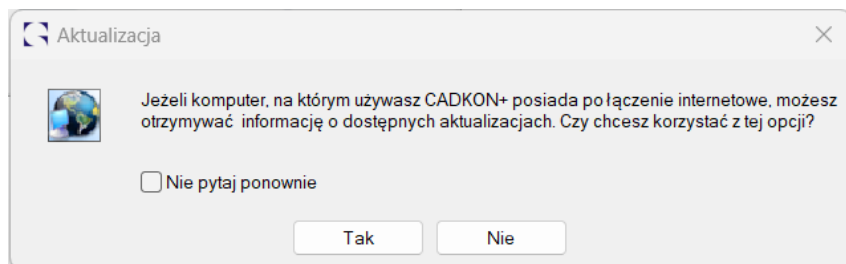 Aktualizacja
Jeżeli komputer, na którym używasz CADKON+ posiada połączenie internetowe, możesz
otrzymywać informację o dostępnych aktualizacjach. Czy chcesz korzystać z tej opcji?
Nie pytaj ponownie
Tak
Nie